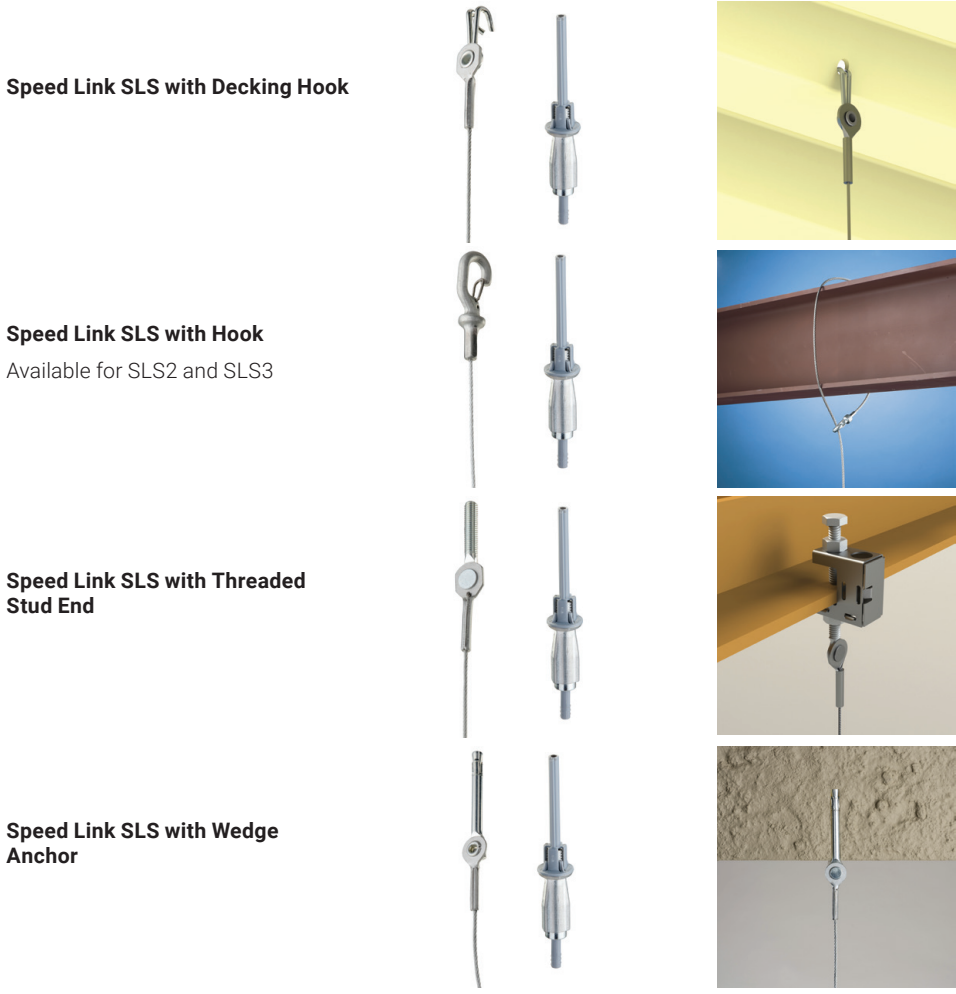 Speed Link SLS with Decking Hook
Speed Link SLS with Hook
Available for SLS2 and SLS3
Speed Link SLS with Threaded
Stud End
Speed Link SLS with Wedge
Anchor